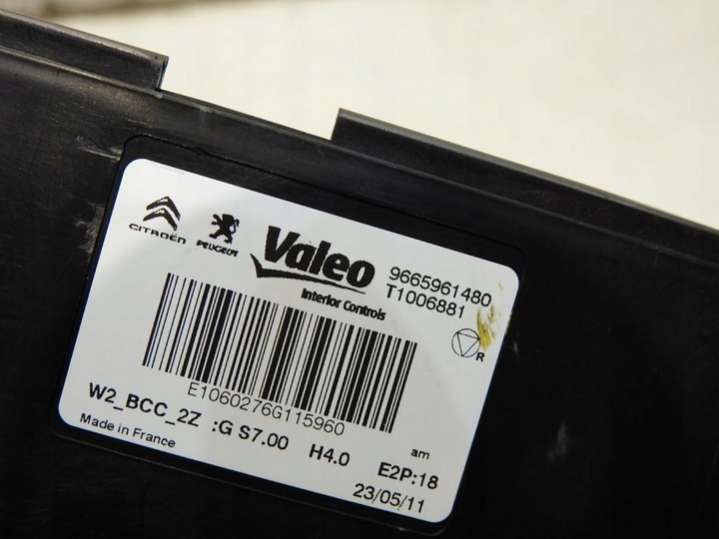 CITROËN PEUGEOT Valeo 9665961480
Interior Controls T1006881
R
E1060276G115960
W2_BCC_2Z :G S7.00 H4.0 am E2P:18
Made in France 23/05/11